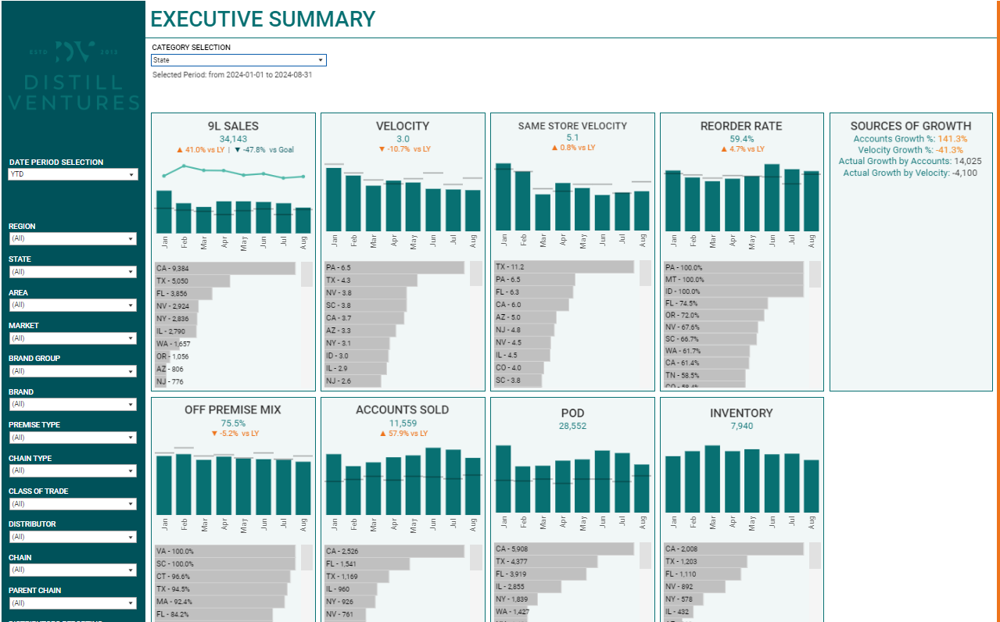 EXECUTIVE SUMMARY
ESTD DV 2013
DISTILL
VENTURES
CATEGORY SELECTION
State
Selected Period: from 2024-01-01 to 2024-08-31
DATE PERIOD SELECTION
YTD
REGION
(All)
STATE
(All)
AREA
(All)
MARKET
(All)
BRAND GROUP
(All)
BRAND
(All)
PREMISE TYPE
(All)
CHAIN TYPE
(All)
CLASS OF TRADE
(All)
DISTRIBUTOR
(All)
CHAIN
(All)
PARENT CHAIN
(All)
9L SALES
34,143
▲ 41.0% vs LY | ▼ -47.8% vs Goal
Jan Feb Mar Apr May Jun Jul Aug
CA - 9,384
TX - 5,050
FL - 3,856
NV - 2,924
NY - 2,836
IL - 2,790
WA - 1,657
OR - 1,056
AZ - 806
NJ - 776
VELOCITY
3.0
▼ -10.7% vs LY
Jan Feb Mar Apr May Jun Jul Aug
PA - 6.5
TX - 4.3
NV - 3.8
SC - 3.8
CA - 3.7
AZ - 3.3
NY - 3.1
ID - 3.0
IL - 2.9
NJ - 2.6
SAME STORE VELOCITY
5.1
▲ 0.8% vs LY
Jan Feb Mar Apr May Jun Jul Aug
TX - 11.2
PA - 6.5
FL - 6.3
CA - 6.0
AZ - 5.0
NJ - 4.8
NV - 4.5
IL - 4.5
CO - 4.0
SC - 3.8
REORDER RATE
59.4%
▲ 4.7% vs LY
Jan Feb Mar Apr May Jun Jul Aug
PA - 100.0%
MT - 100.0%
ID - 100.0%
FL - 74.5%
OR - 72.0%
NV - 67.6%
SC - 66.7%
WA - 61.7%
CA - 61.4%
TN - 58.5%
CO - 58.4%
SOURCES OF GROWTH
Accounts Growth %: 141.3%
Velocity Growth %: -41.3%
Actual Growth by Accounts: 14,025
Actual Growth by Velocity: -4,100
OFF PREMISE MIX
75.5%
▼ -5.2% vs LY
Jan Feb Mar Apr May Jun Jul Aug
VA - 100.0%
SC - 100.0%
CT - 96.6%
TX - 94.5%
MA - 92.4%
FL - 84.2%
ACCOUNTS SOLD
11,559
▲ 57.9% vs LY
Jan Feb Mar Apr May Jun Jul Aug
CA - 2,526
FL - 1,541
TX - 1,169
IL - 960
NY - 926
NV - 761
POD
28,552
Jan Feb Mar Apr May Jun Jul Aug
CA - 5,908
TX - 4,377
FL - 3,919
IL - 2,855
NY - 1,839
WA - 1,427
INVENTORY
7,940
Jan Feb Mar Apr May Jun Jul Aug
CA - 2,008
TX - 1,203
FL - 1,110
NV - 892
NY - 578
IL - 432